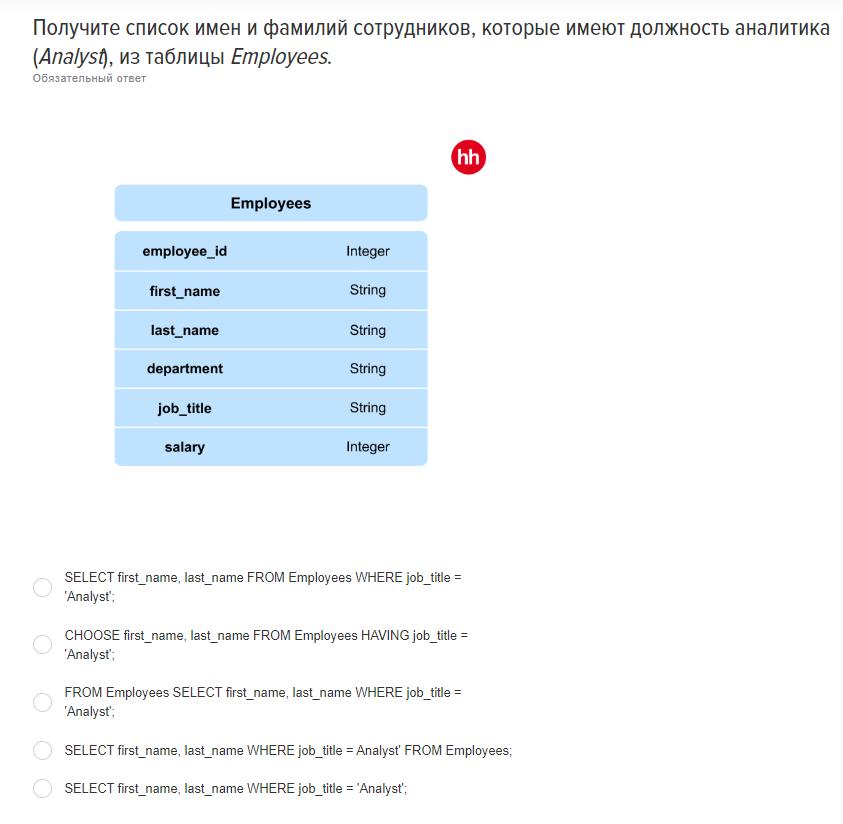 Получите список имен и фамилий сотрудников, которые имеют должность аналитика
(Analyst), из таблицы Employees.
Обязательный ответ
hh
Employees
employee_id Integer
first_name String
last_name String
department String
job_title String
salary Integer
SELECT first_name, last_name FROM Employees WHERE job_title =
'Analyst';
CHOOSE first_name, last_name FROM Employees HAVING job_title =
'Analyst';
FROM Employees SELECT first_name, last_name WHERE job_title =
'Analyst';
SELECT first_name, last_name WHERE job_title = Analyst' FROM Employees;
SELECT first_name, last_name WHERE job_title = 'Analyst';